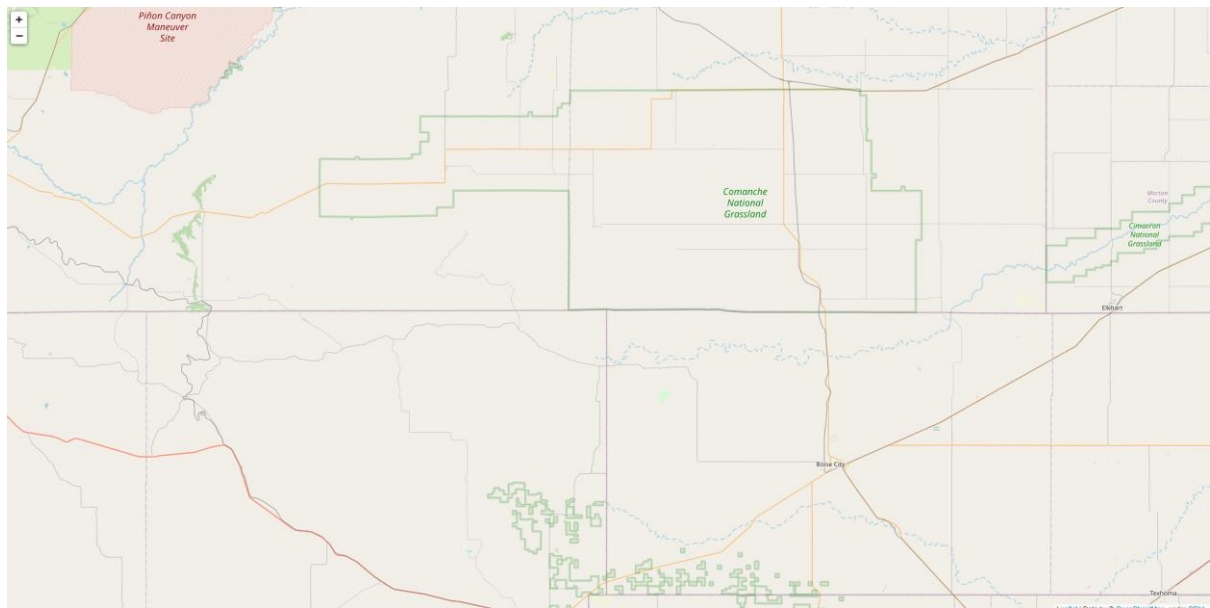 +
−
Piñon Canyon
Maneuver
Site
Comanche
National
Grassland
Morton
County
Cimarron
National
Grassland
Elkhart
Boise City
Texhoma